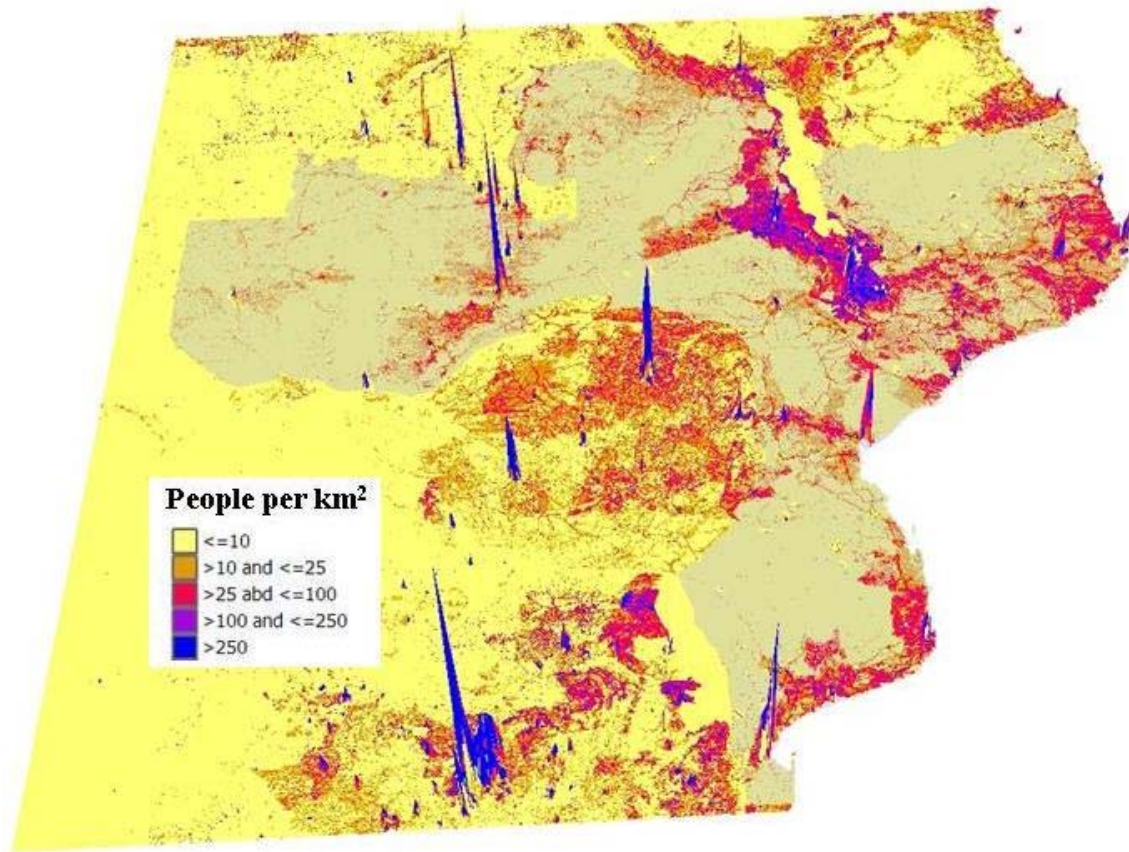 People per km²
<=10
>10 and <=25
>25 abd <=100
>100 and <=250
>250